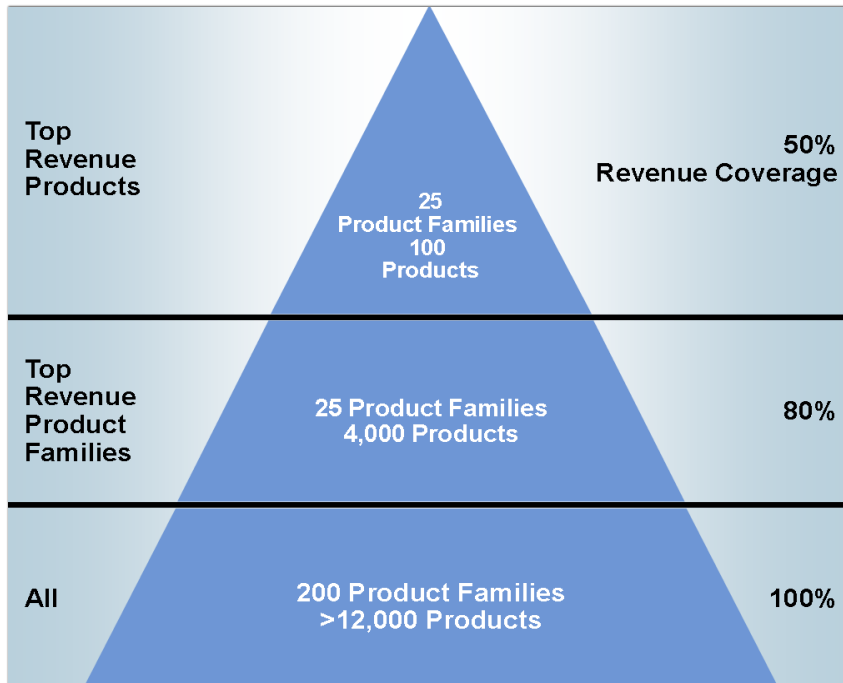 Top
Revenue
Products
25
Product Families
100
Products
50%
Revenue Coverage
Top
Revenue
Product
Families
25 Product Families
4,000 Products
80%
All
200 Product Families
>12,000 Products
100%